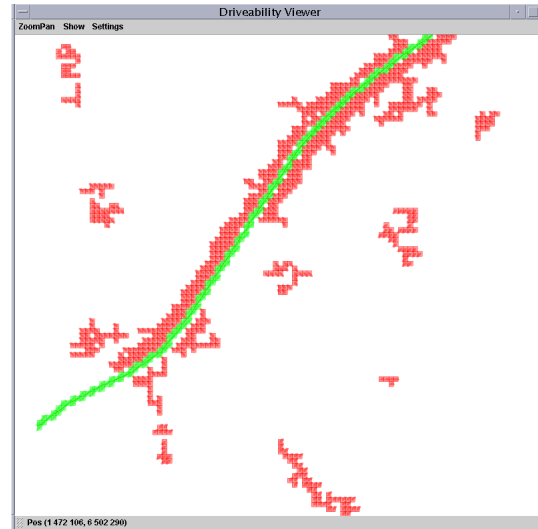 Driveability Viewer
ZoomPan Show Settings
Pos (1 472 106, 6 502 290)